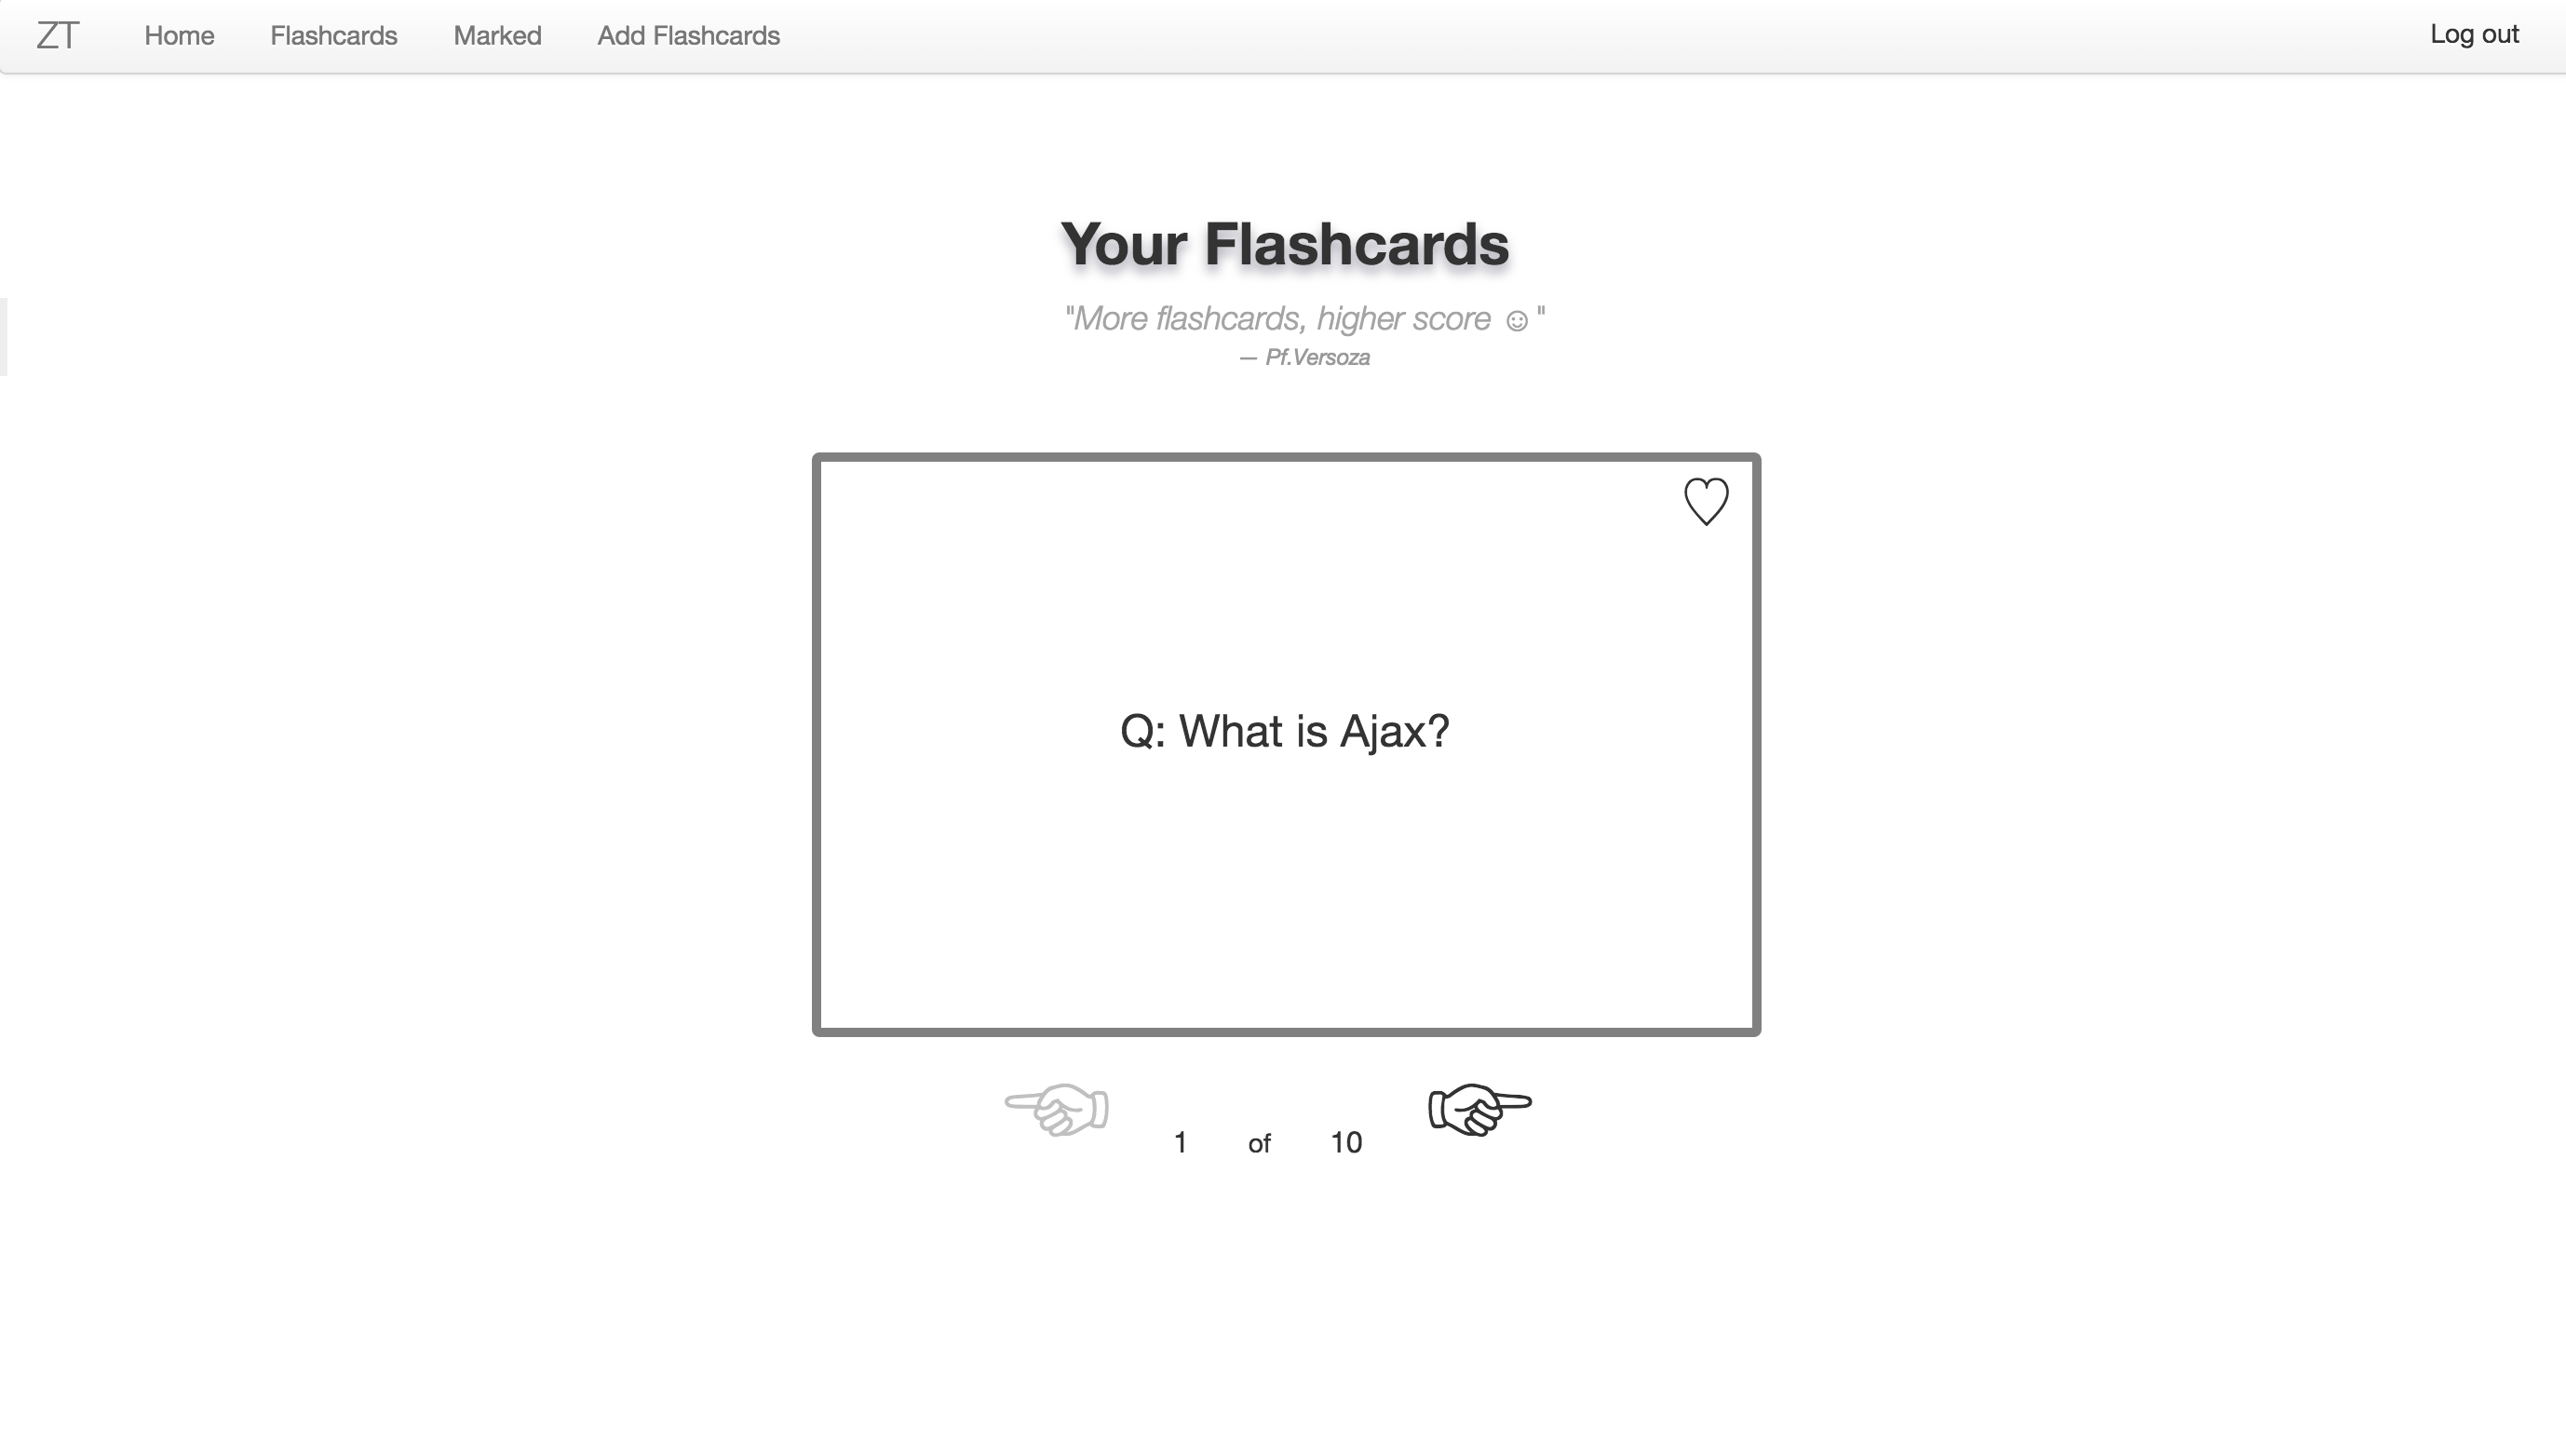 ZT Home Flashcards Marked Add Flashcards Log out
Your Flashcards
"More flashcards, higher score ☺"
— Pf.Versoza
♡
Q: What is Ajax?
☜ 1 of 10 ☞